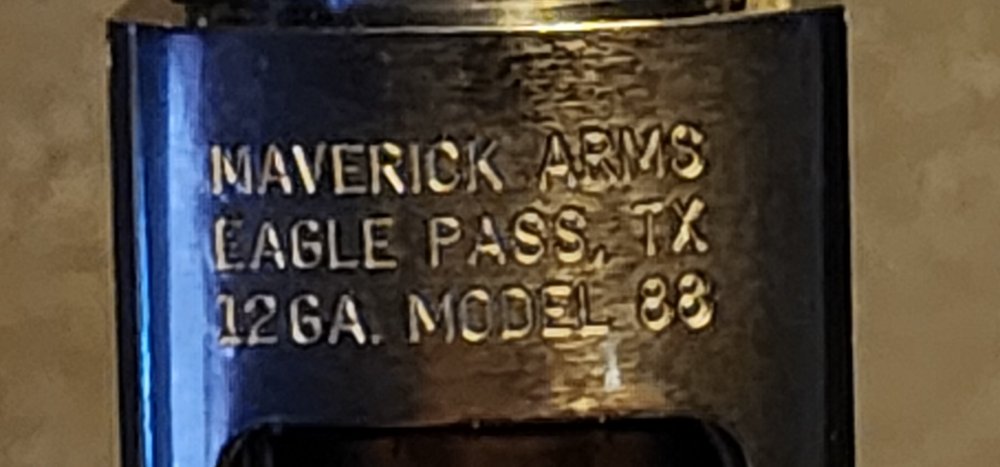 MAVERICK ARMS
EAGLE PASS, TX
12GA. MODEL 88